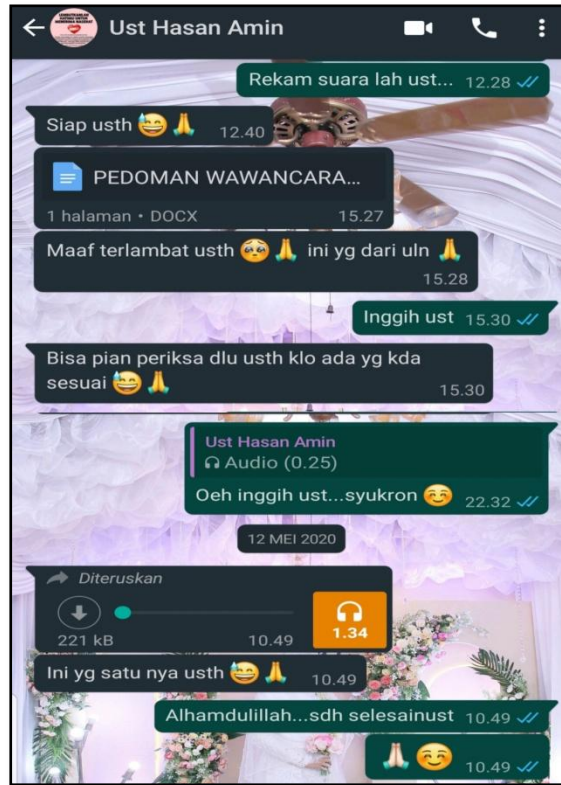 Ust Hasan Amin
Rekam suara lah ust... 12.28
Siap usth 😅🙏 12.40
PEDOMAN WAWANCARA...
1 halaman • DOCX 15.27
Maaf terlambat usth 🥺🙏 ini yg dari uln 🙏
15.28
Inggih ust 15.30
Bisa pian periksa dlu usth klo ada yg kda
sesuai 😅🙏 15.30
Ust Hasan Amin
Audio (0.25)
Oeh inggih ust...syukron ☺️ 22.32
12 MEI 2020
Diteruskan
221 kB 10.49 1.34
Ini yg satu nya usth 😅🙏 10.49
Alhamdulillah...sdh selesainust 10.49
🙏🏻☺️ 10.49